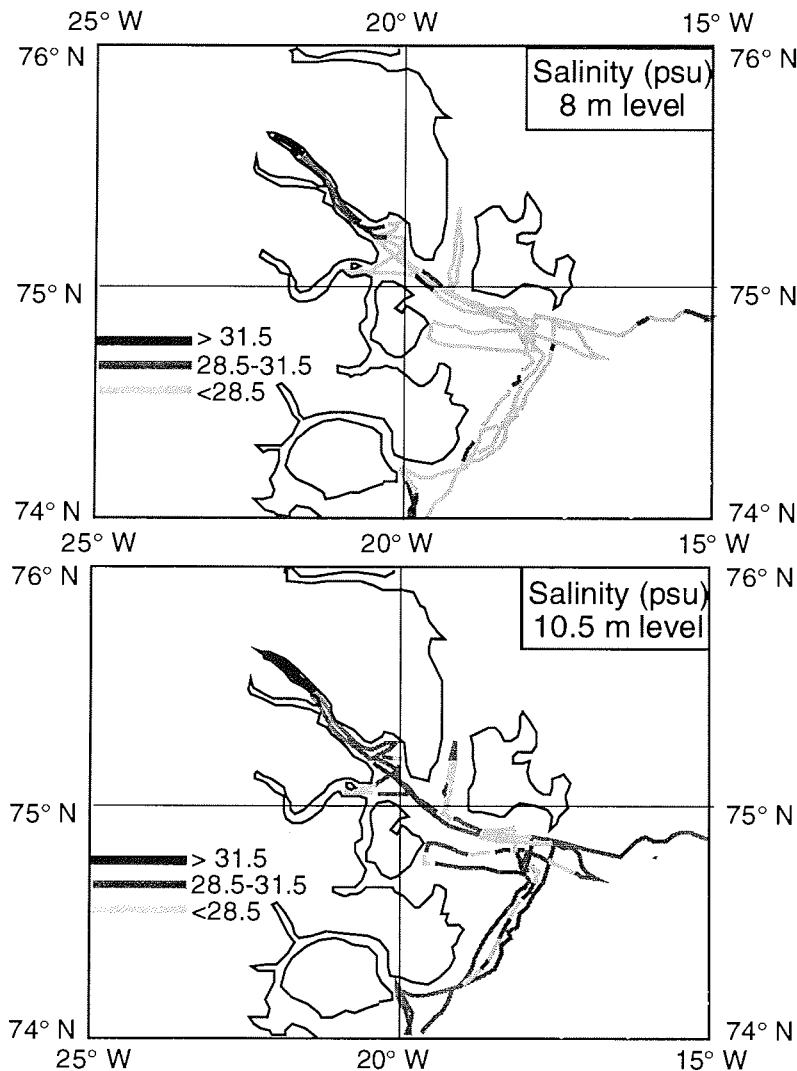 25° W 20° W 15° W
76° N 76° N
Salinity (psu)
8 m level
75° N 75° N
> 31.5
28.5-31.5
<28.5
74° N 74° N
25° W 20° W 15° W
76° N 76° N
Salinity (psu)
10.5 m level
75° N 75° N
> 31.5
28.5-31.5
<28.5
74° N 74° N
25° W 20° W 15° W